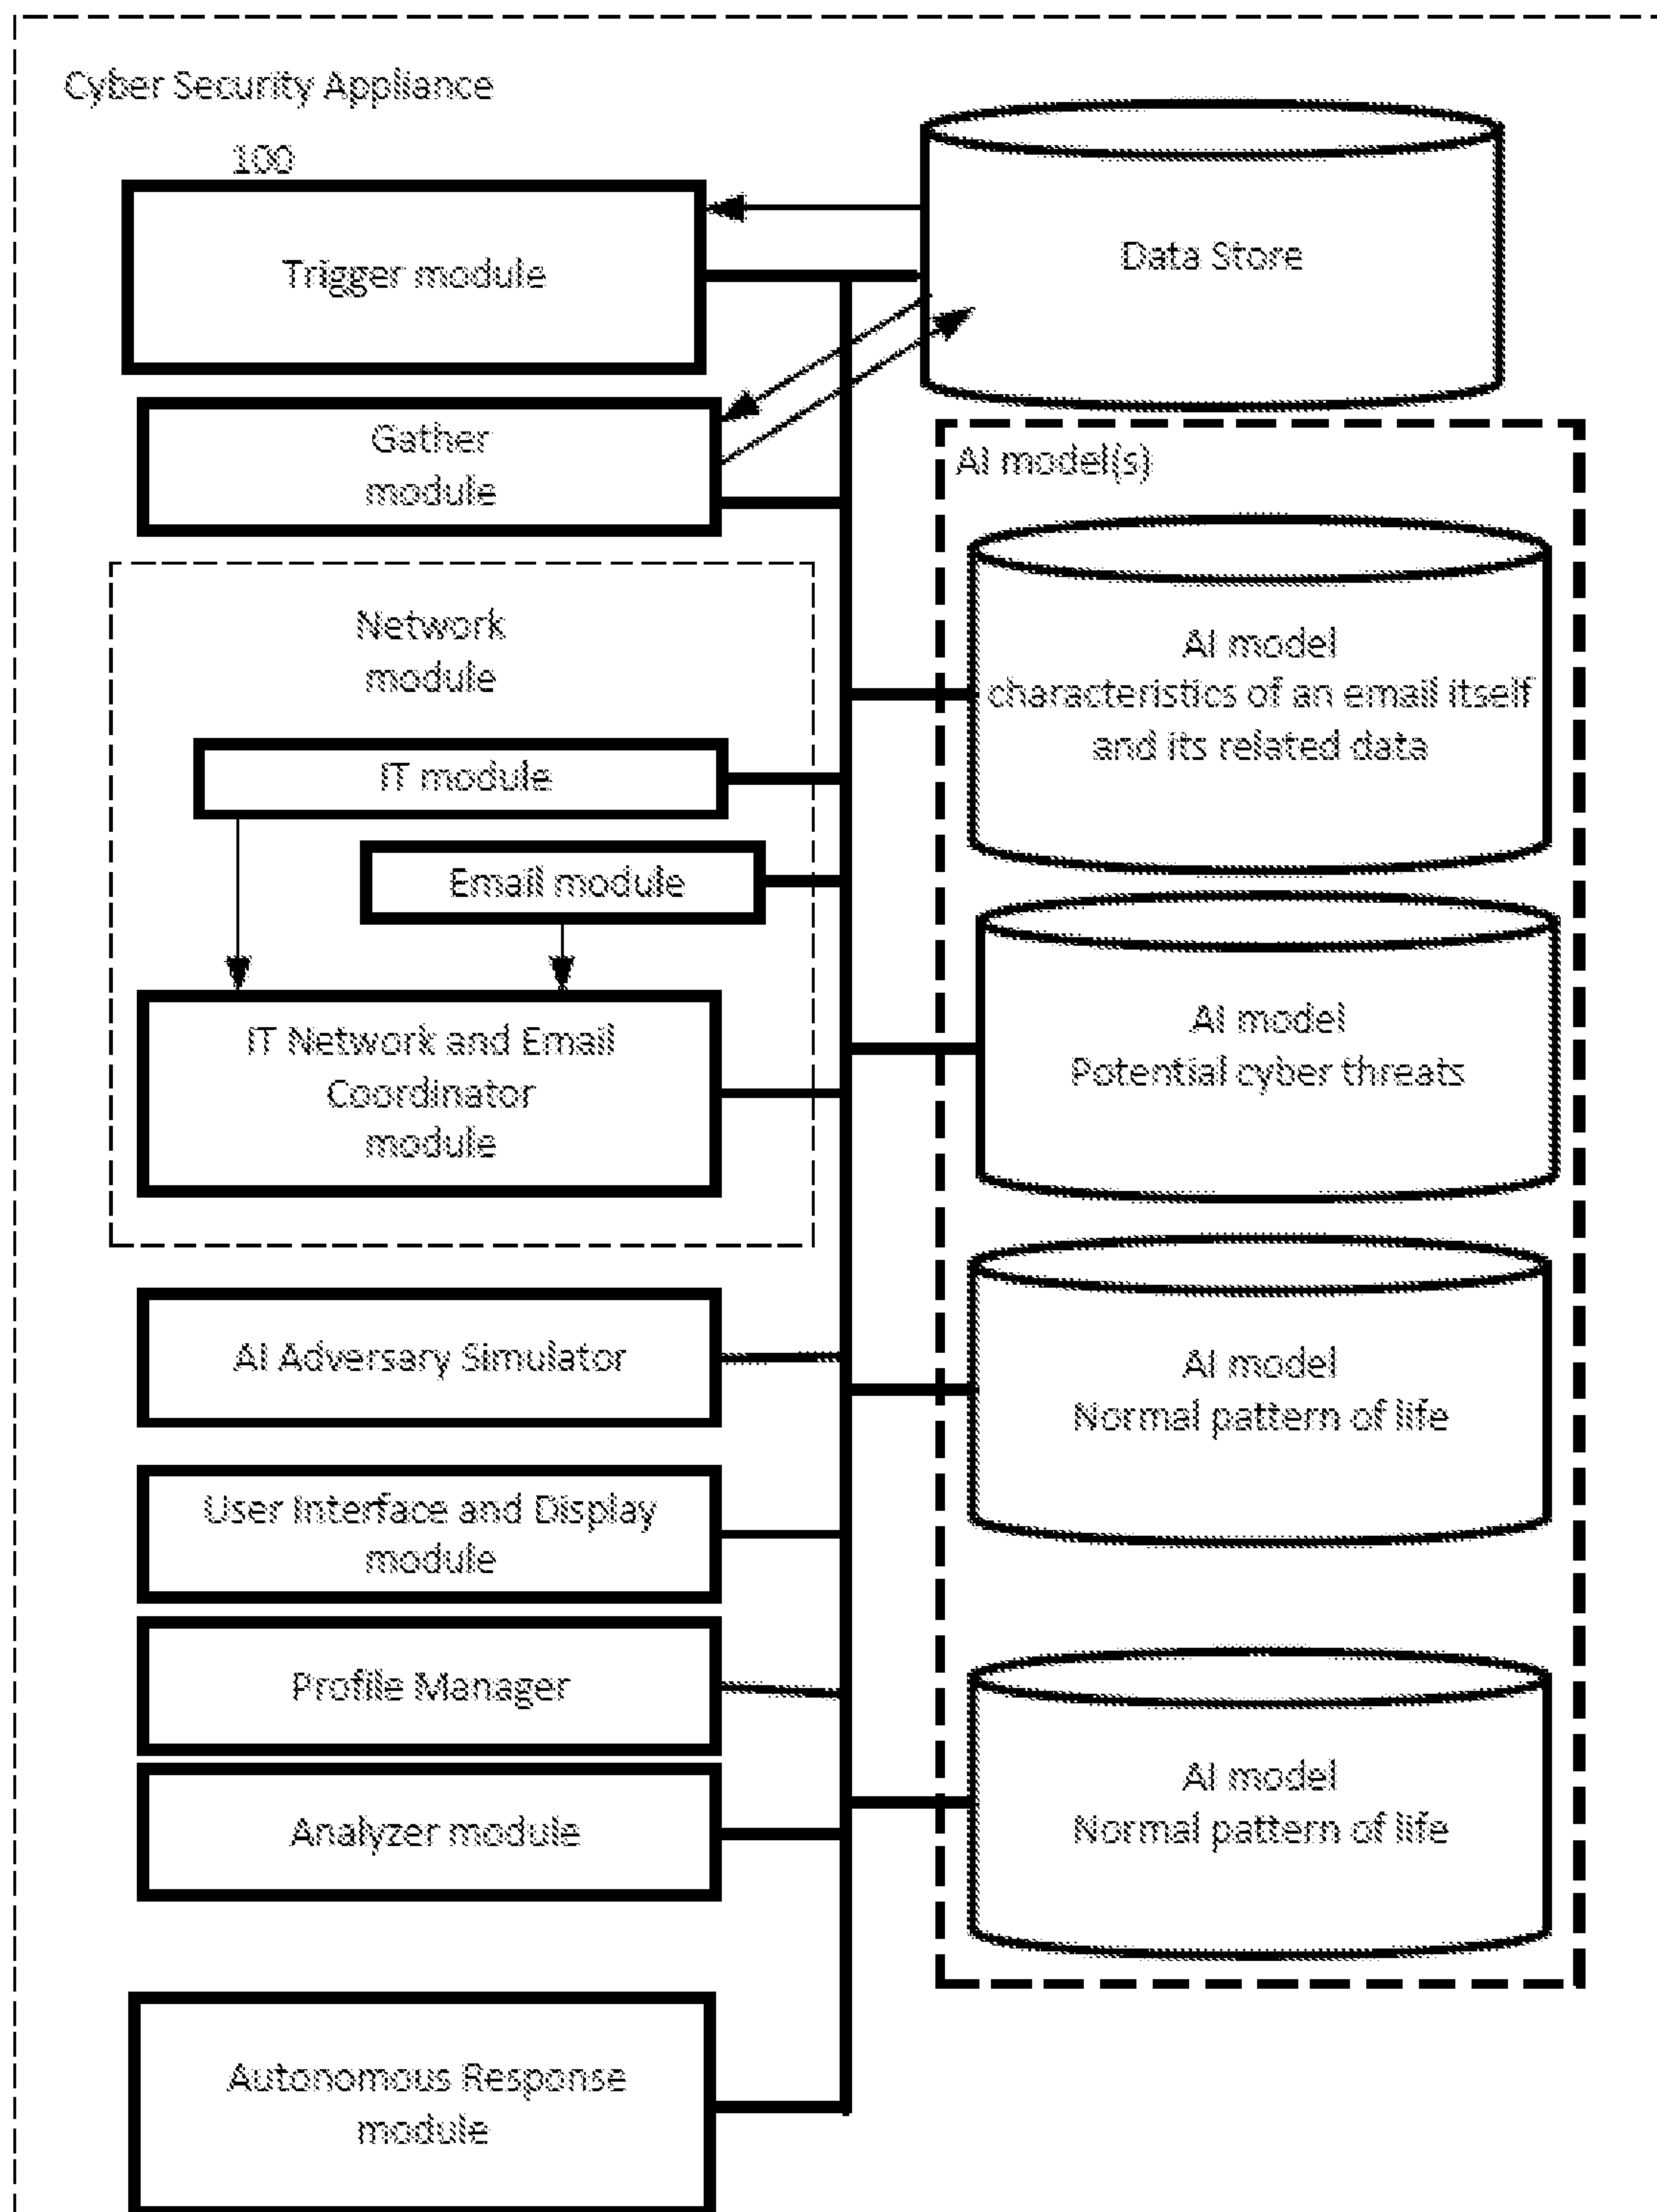 Cyber Security Appliance
100
Trigger module
Data Store
Gather
module
AI model(s)
Network
module
AI model
characteristics of an email itself
and its related data
IT module
Email module
IT Network and Email
Coordinator
module
AI model
Potential cyber threats
AI Adversary Simulator
AI model
Normal pattern of life
User Interface and Display
module
Profile Manager
Analyzer module
AI model
Normal pattern of life
Autonomous Response
module